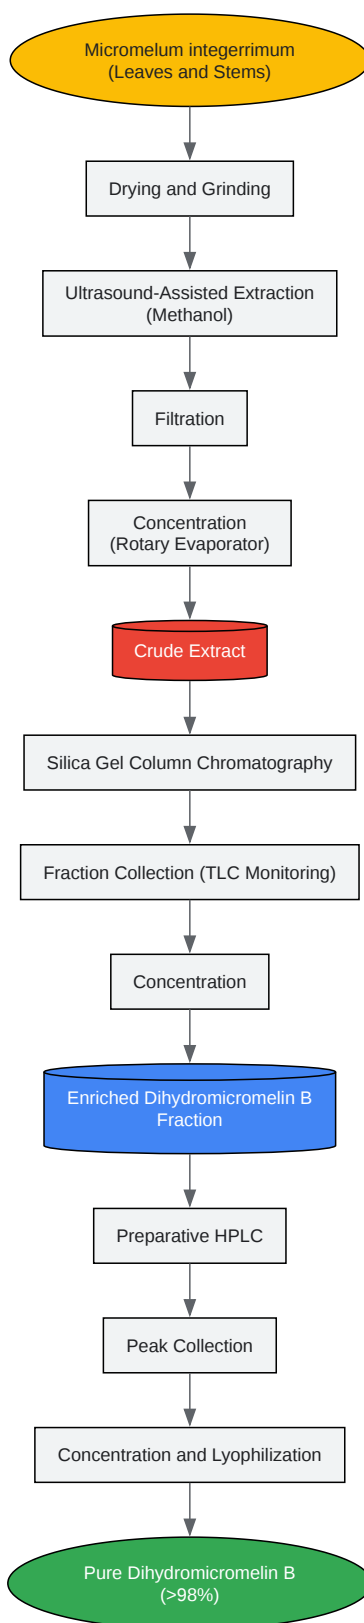 Micromelum integerrimum
(Leaves and Stems)
Drying and Grinding
Ultrasound-Assisted Extraction
(Methanol)
Filtration
Concentration
(Rotary Evaporator)
Crude Extract
Silica Gel Column Chromatography
Fraction Collection (TLC Monitoring)
Concentration
Enriched Dihydromicromelin B
Fraction
Preparative HPLC
Peak Collection
Concentration and Lyophilization
Pure Dihydromicromelin B
(>98%)